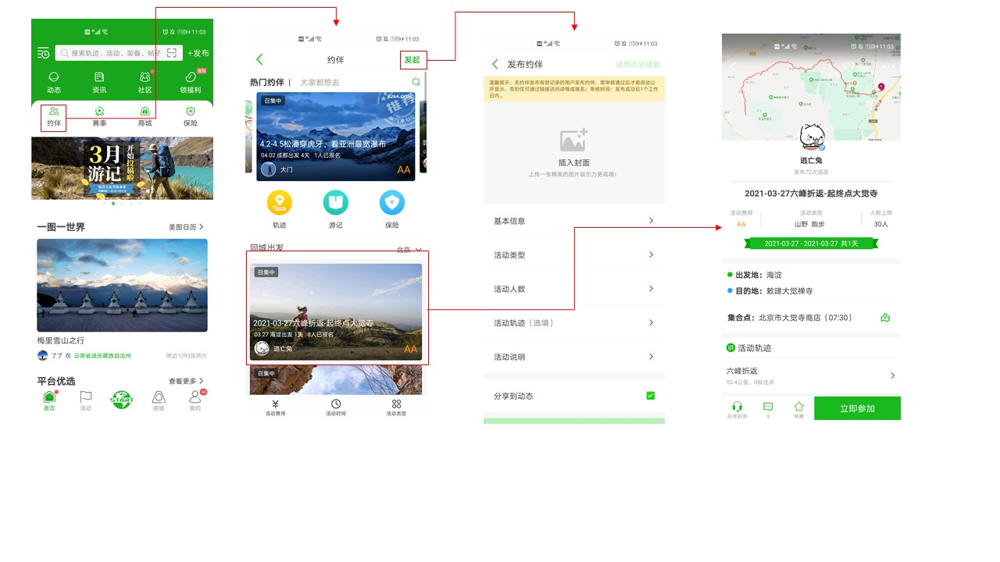 11:03
搜索轨迹、活动、装备、帖子
+发布
动态 资讯 社区 领福利
约伴 赛事 商城 保险
3月
游记
开始投稿啦
一图一世界 美图日历
梅里雪山之行
了了 在 云南省迪庆藏族自治州 附近1293张照片
平台优选 查看更多
START
首页 活动 商城 我的
11:03
约伴 发起
热门约伴 | 大家都想去
召集中
8264.COM
推荐
4.2-4.5松潘穿虎牙，看亚洲最宽瀑布
04.02 成都出发 4天 1人已报名
大门 AA
轨迹 游记 保险
同城出发 北京
召集中
2021-03-27六峰折返-起终点大觉寺
03.27 海淀出发 1天 8人已报名
逃亡兔 AA
召集中
活动费用 活动时间 活动类型
11:03
发布约伴 使用历史模板
温馨提示：无约伴发布有效记录的用户发布约伴，需审核通过后才能自动公
开显示，否则仅可通过链接访问详情或报名；审核时间：发布成功后1个工作
日内。
插入封面
上传一张精美的图片吸引力更高哦！
基本信息
活动类型
活动人数
活动轨迹（选填）
活动说明
分享到动态
11:03
逃亡兔
发布72次活动
2021-03-27六峰折返-起终点大觉寺
活动费用 活动类型 人数上限
AA 山野 跑步 30人
2021-03-27 - 2021-03-27 共1天
出发地：海淀
目的地：敕建大觉禅寺
集合点：北京市大觉寺商店（07:30）
活动轨迹
六峰折返
55.4公里，0标注点
在线咨询 9 收藏 立即参加